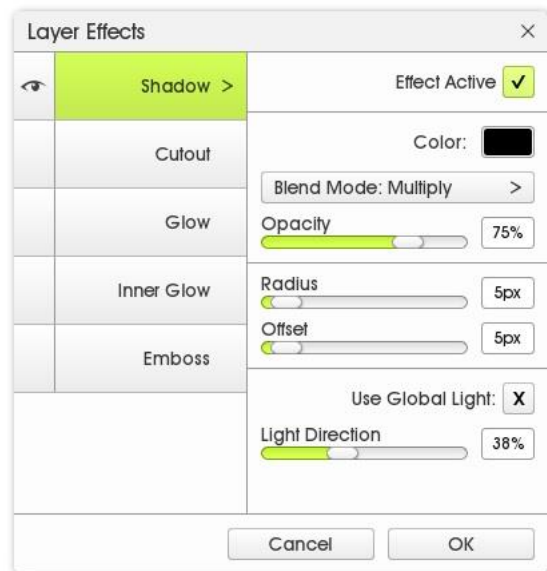 Layer Effects
Shadow >
Cutout
Glow
Inner Glow
Emboss
Effect Active
Color:
Blend Mode: Multiply >
Opacity
75%
Radius
5px
Offset
5px
Use Global Light: X
Light Direction
38%
Cancel
OK